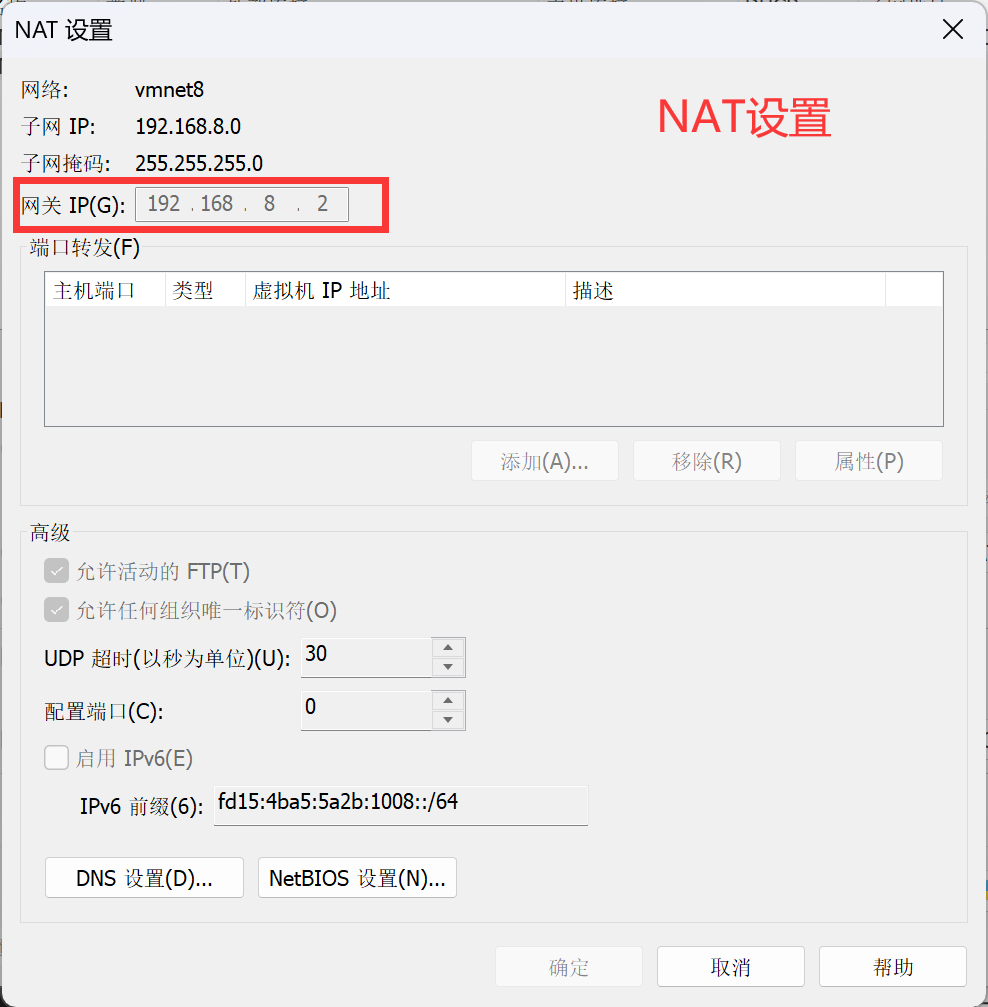 NAT 设置
网络: vmnet8
NAT设置
子网 IP: 192.168.8.0
子网掩码: 255.255.255.0
网关 IP(G): 192 . 168 . 8 . 2
端口转发(F)
主机端口 类型 虚拟机 IP 地址 描述
添加(A)... 移除(R) 属性(P)
高级
允许活动的 FTP(T)
允许任何组织唯一标识符(O)
UDP 超时(以秒为单位)(U): 30
配置端口(C): 0
启用 IPv6(E)
IPv6 前缀(6): fd15:4ba5:5a2b:1008::/64
DNS 设置(D)... NetBIOS 设置(N)...
确定 取消 帮助